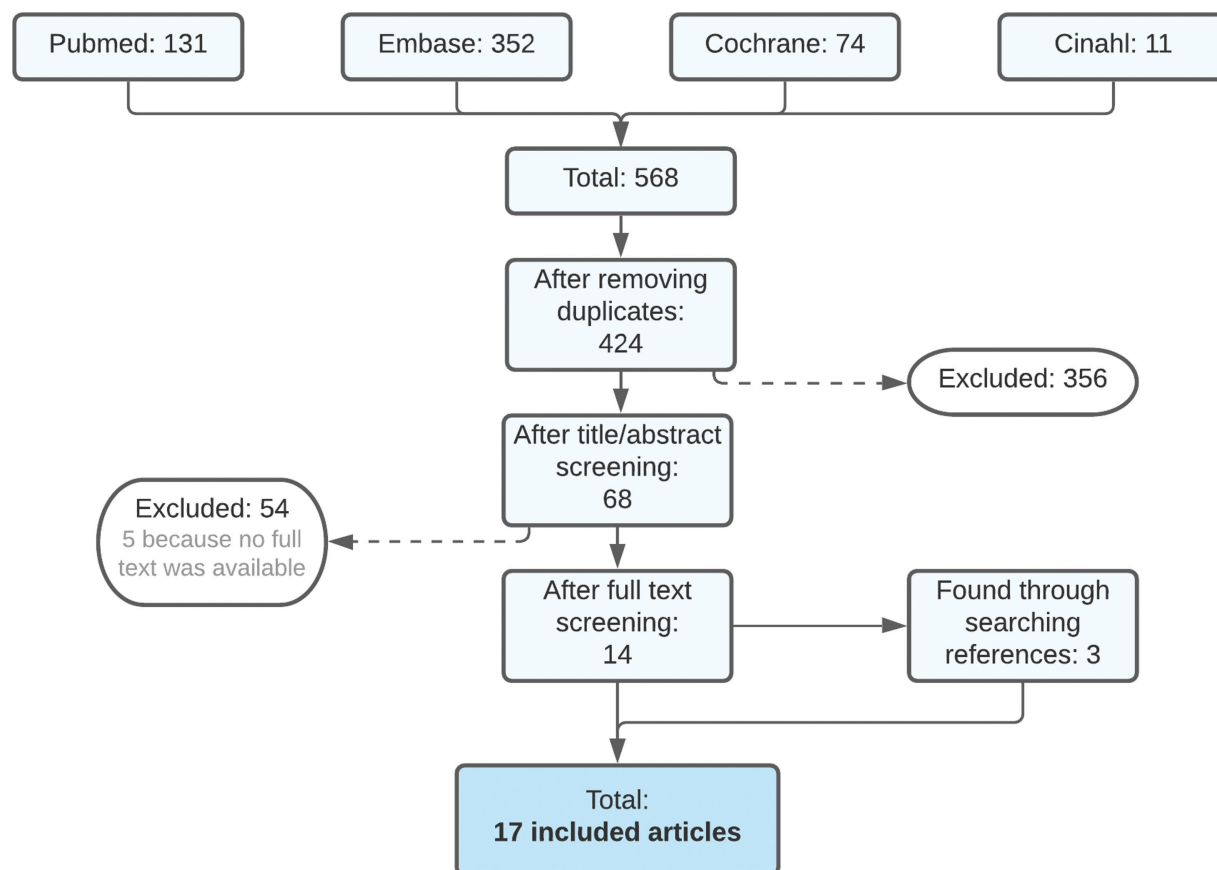 Pubmed: 131
Embase: 352
Cochrane: 74
Cinahl: 11
Total: 568
After removing
duplicates:
424
Excluded: 356
After title/abstract
screening:
68
Excluded: 54
5 because no full
text was available
After full text
screening:
14
Found through
searching
references: 3
Total:
17 included articles